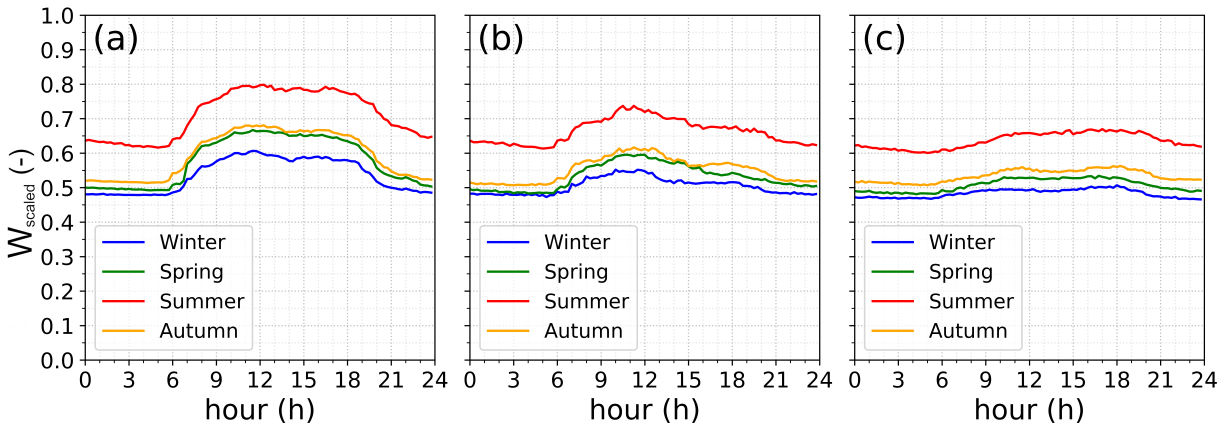 W_scaled (-)
1.0
0.9
0.8
0.7
0.6
0.5
0.4
0.3
0.2
0.1
0.0
(a)
Winter
Spring
Summer
Autumn
0 3 6 9 12 15 18 21 24
hour (h)
(b)
Winter
Spring
Summer
Autumn
0 3 6 9 12 15 18 21 24
hour (h)
(c)
Winter
Spring
Summer
Autumn
0 3 6 9 12 15 18 21 24
hour (h)